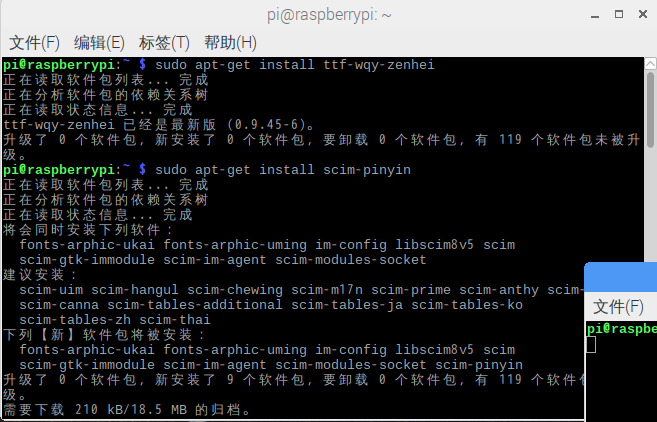 pi@raspberrypi: ~
文件(F) 编辑(E) 标签(T) 帮助(H)
pi@raspberrypi:~ $ sudo apt-get install ttf-wqy-zenhei
正在读取软件包列表... 完成
正在分析软件包的依赖关系树
正在读取状态信息... 完成
ttf-wqy-zenhei 已经是最新版 (0.9.45-6)。
升级了 0 个软件包，新安装了 0 个软件包，要卸载 0 个软件包，有 119 个软件包未被升
级。
pi@raspberrypi:~ $ sudo apt-get install scim-pinyin
正在读取软件包列表... 完成
正在分析软件包的依赖关系树
正在读取状态信息... 完成
将会同时安装下列软件：
fonts-arphic-ukai fonts-arphic-uming im-config libscim8v5 scim
scim-gtk-immodule scim-im-agent scim-modules-socket
建议安装：
scim-uim scim-hangul scim-chewing scim-m17n scim-prime scim-anthy scim-
scim-canna scim-tables-additional scim-tables-ja scim-tables-ko
scim-tables-zh scim-thai
下列【新】软件包将被安装：
fonts-arphic-ukai fonts-arphic-uming im-config libscim8v5 scim
scim-gtk-immodule scim-im-agent scim-modules-socket scim-pinyin
升级了 0 个软件包，新安装了 9 个软件包，要卸载 0 个软件包，有 119 个软件
级。
需要下载 210 kB/18.5 MB 的归档。
文件(F)
pi@raspbe